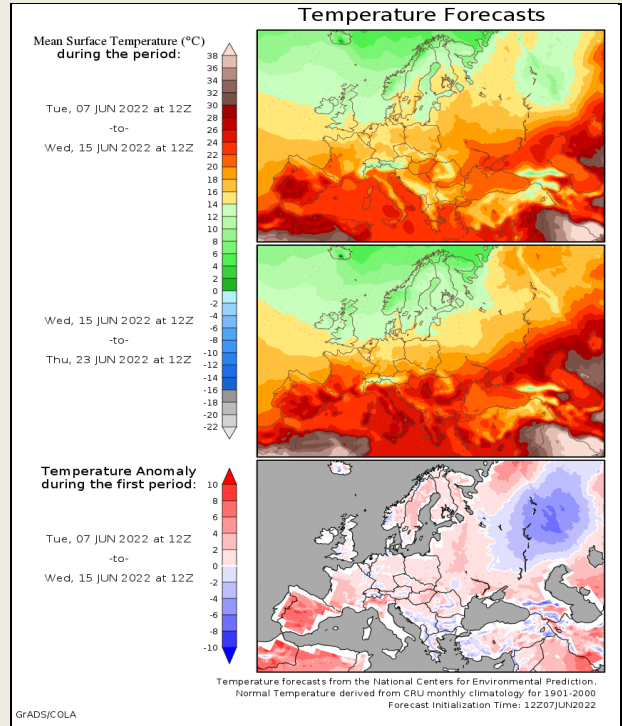 Temperature Forecasts
Mean Surface Temperature (°C)
during the period:
38
36
34
32
30
28
26
24
22
20
18
16
14
12
10
8
6
4
2
0
-2
-4
-6
-8
-10
-12
-14
-16
-18
-20
-22
Tue, 07 JUN 2022 at 12Z
-to-
Wed, 15 JUN 2022 at 12Z
Wed, 15 JUN 2022 at 12Z
-to-
Thu, 23 JUN 2022 at 12Z
Temperature Anomaly
during the first period:
10
8
6
4
2
0
-2
-4
-6
-8
-10
Tue, 07 JUN 2022 at 12Z
-to-
Wed, 15 JUN 2022 at 12Z
Temperature forecasts from the National Centers for Environmental Prediction.
Normal Temperature derived from CRU monthly climatology for 1901-2000
Forecast Initialization Time: 12Z07JUN2022
GrADS/COLA